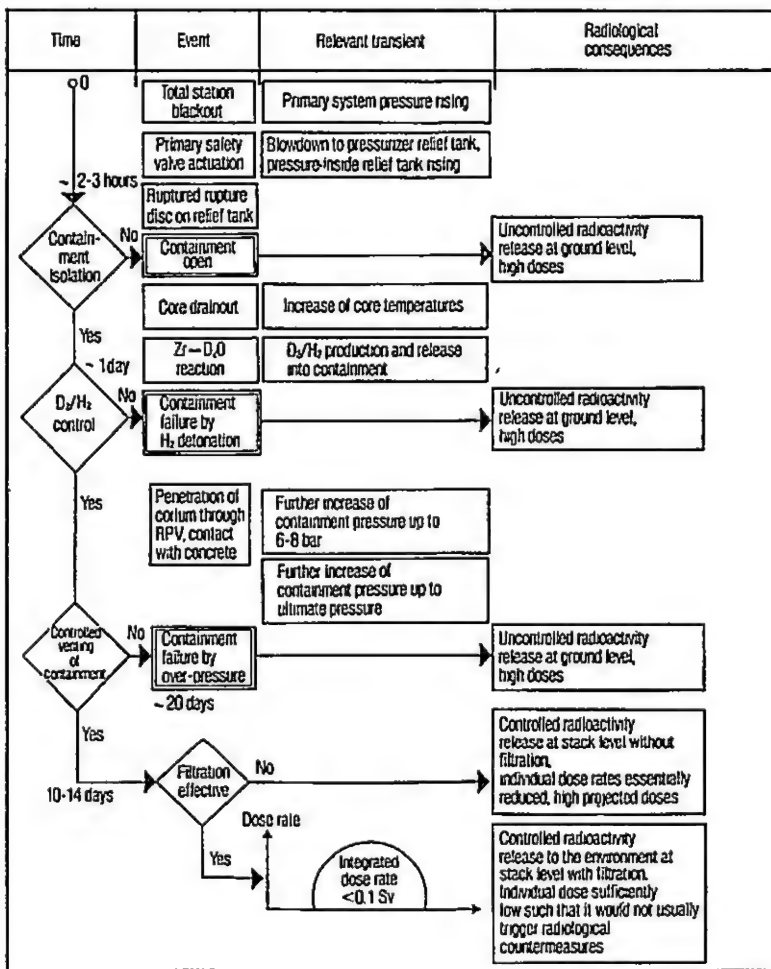 Time
Event
Relevant transient
Radiological
consequences
0
Total station
blackout
Primary system pressure rising
Primary safety
valve actuation
Blowdown to pressurizer relief tank,
pressure-inside relief tank rising
~ 2-3 hours
Ruptured rupture
disc on relief tank
Contain-
ment
isolation
No
Containment
open
Uncontrolled radioactivity
release at ground level,
high doses
Core drainout
Increase of core temperatures
Yes
Zr – D₂O
reaction
D₂/H₂ production and release
into containment
~ 1day
D₂/H₂
control
No
Containment
failure by
H₂ detonation
Uncontrolled radioactivity
release at ground level,
high doses
Yes
Penetration of
corium through
RPV, contact
with concrete
Further increase of
containment pressure up to
6-8 bar
Further increase of
containment pressure up to
ultimate pressure
Controlled
venting
of
containment
No
Containment
failure by
over-pressure
Uncontrolled radioactivity
release at ground level,
high doses
~20 days
Yes
10-14 days
Filtration
effective
No
Controlled radioactivity
release at stack level without
filtration,
individual dose rates essentially
reduced, high projected doses
Dose rate
Yes
Integrated
dose rate
<0.1 Sv
Controlled radioactivity
release to the environment at
stack level with filtration.
Individual dose sufficiently
low such that it would not usually
trigger radiological
countermeasures